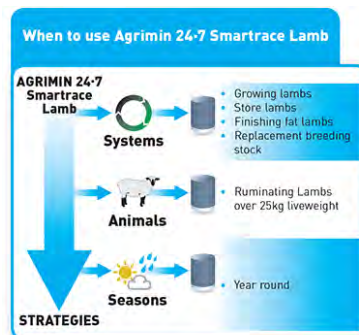 When to use Agrimin 24·7 Smartrace Lamb
AGRIMIN 24·7
Smartrace
Lamb
Systems
• Growing lambs
• Store lambs
• Finishing fat lambs
• Replacement breeding
stock
Animals
• Ruminating Lambs
over 25kg liveweight
Seasons
• Year round
STRATEGIES